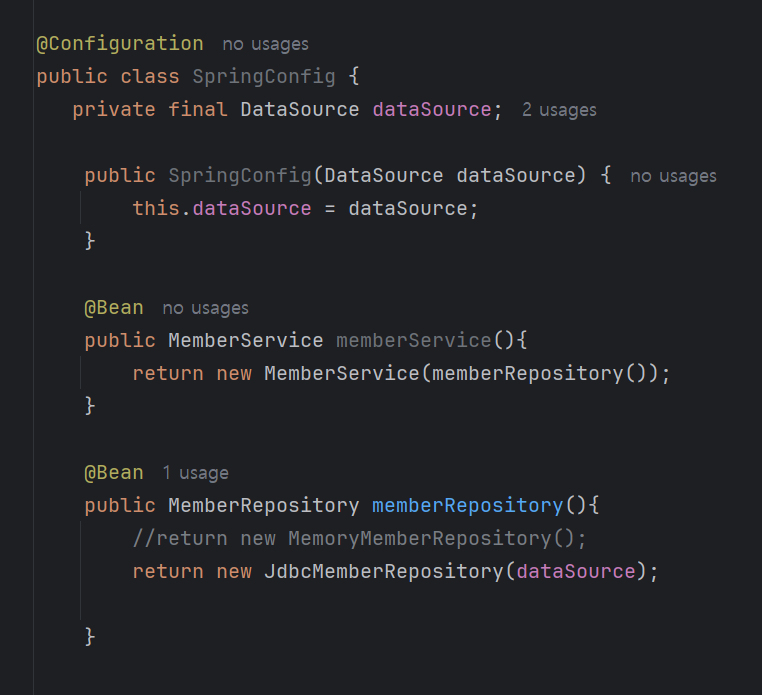 @Configuration no usages
public class SpringConfig {
private final DataSource dataSource; 2 usages
public SpringConfig(DataSource dataSource) { no usages
this.dataSource = dataSource;
}
@Bean no usages
public MemberService memberService(){
return new MemberService(memberRepository());
}
@Bean 1 usage
public MemberRepository memberRepository(){
//return new MemoryMemberRepository();
return new JdbcMemberRepository(dataSource);
}